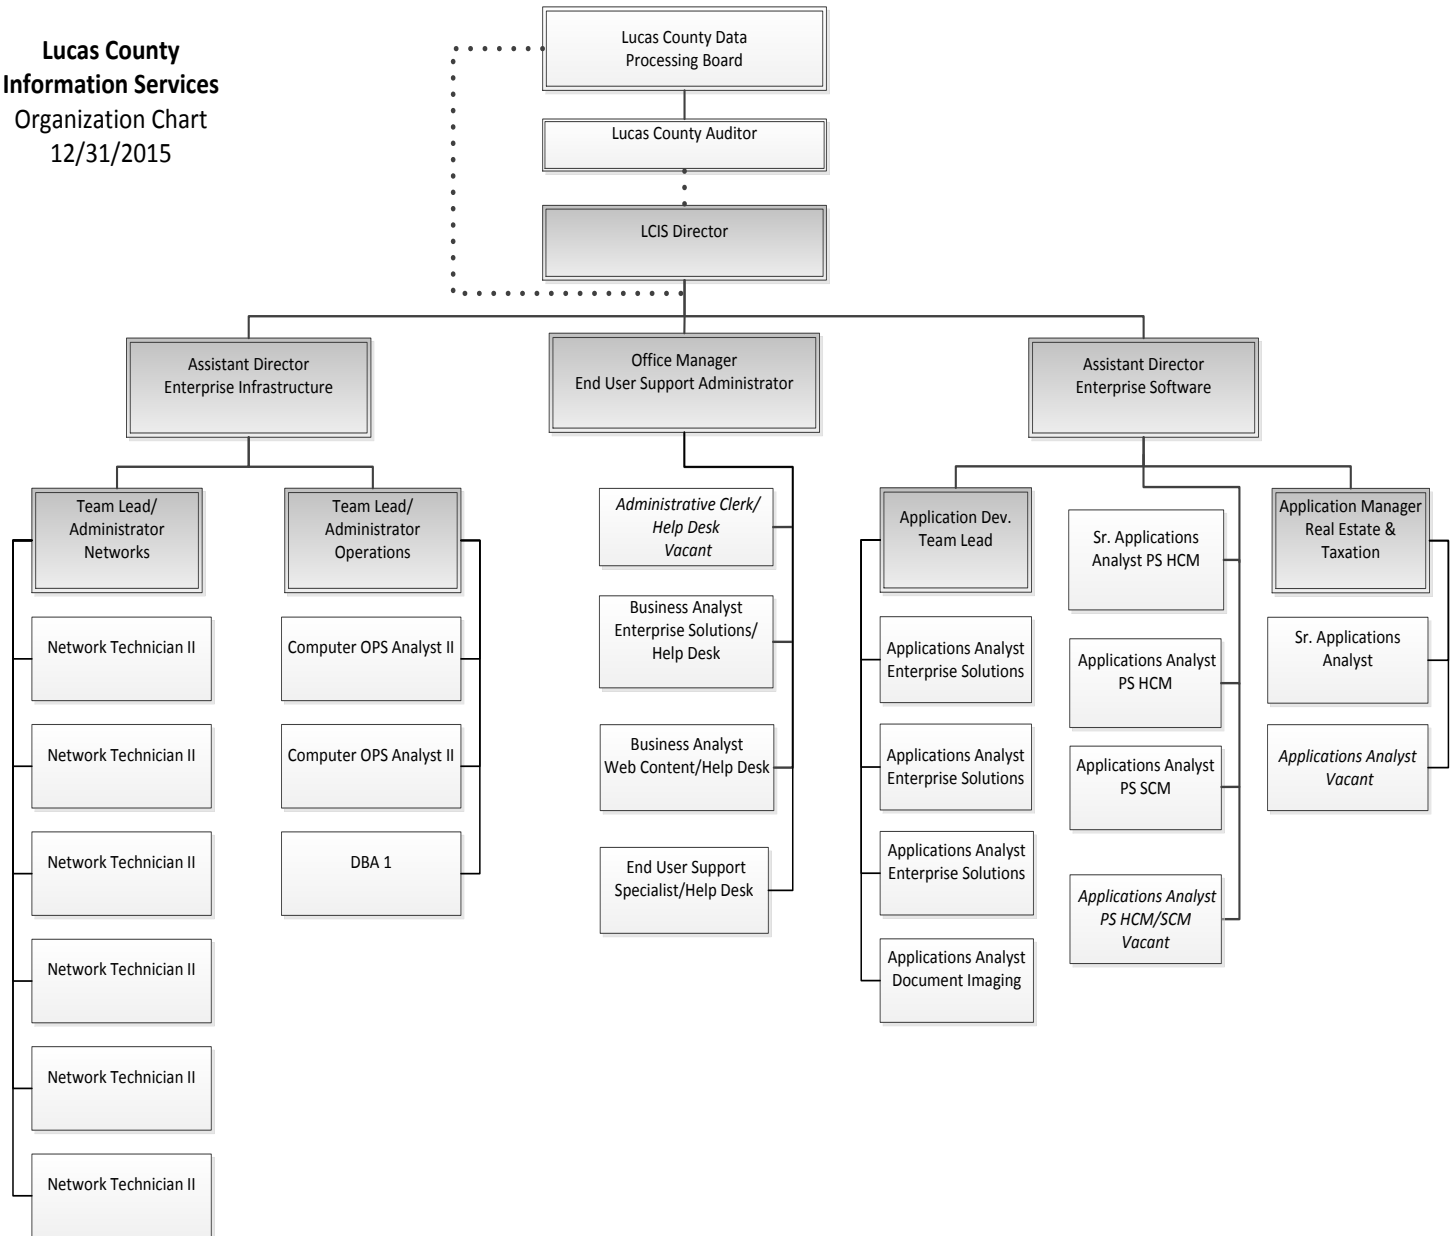 Lucas County
Information Services
Organization Chart
12/31/2015
Lucas County Data
Processing Board
Lucas County Auditor
LCIS Director
Assistant Director
Enterprise Infrastructure
Office Manager
End User Support Administrator
Assistant Director
Enterprise Software
Team Lead/
Administrator
Networks
Network Technician II
Network Technician II
Network Technician II
Network Technician II
Network Technician II
Network Technician II
Team Lead/
Administrator
Operations
Computer OPS Analyst II
Computer OPS Analyst II
DBA 1
Administrative Clerk/
Help Desk
Vacant
Business Analyst
Enterprise Solutions/
Help Desk
Business Analyst
Web Content/Help Desk
End User Support
Specialist/Help Desk
Application Dev.
Team Lead
Applications Analyst
Enterprise Solutions
Applications Analyst
Enterprise Solutions
Applications Analyst
Enterprise Solutions
Applications Analyst
Document Imaging
Sr. Applications
Analyst PS HCM
Applications Analyst
PS HCM
Applications Analyst
PS SCM
Applications Analyst
PS HCM/SCM
Vacant
Application Manager
Real Estate &
Taxation
Sr. Applications
Analyst
Applications Analyst
Vacant